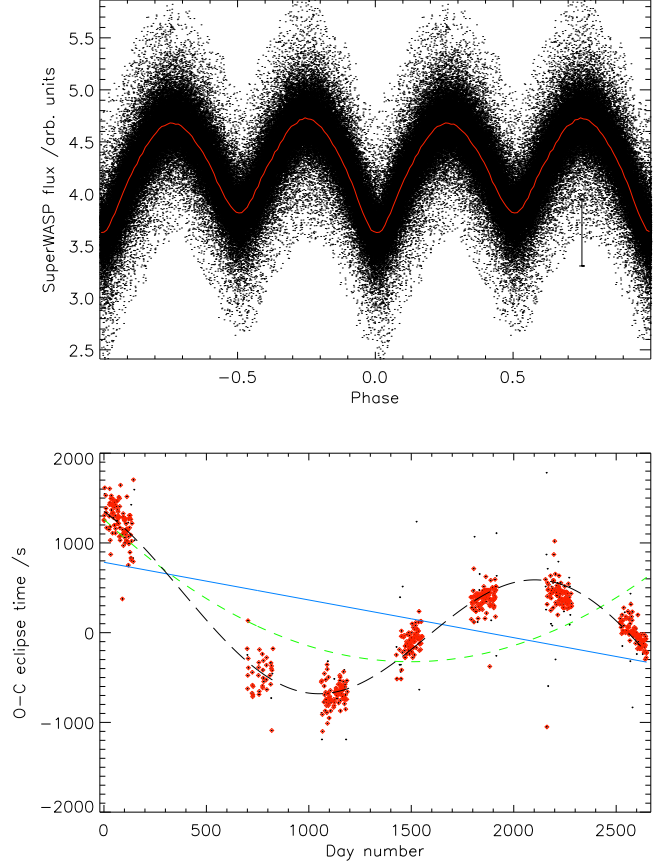 SuperWASP flux /arb. units
5.5
5.0
4.5
4.0
3.5
3.0
2.5
−0.5 0.0 0.5
Phase
O−C eclipse time /s
2000
1000
0
−1000
−2000
0 500 1000 1500 2000 2500
Day number